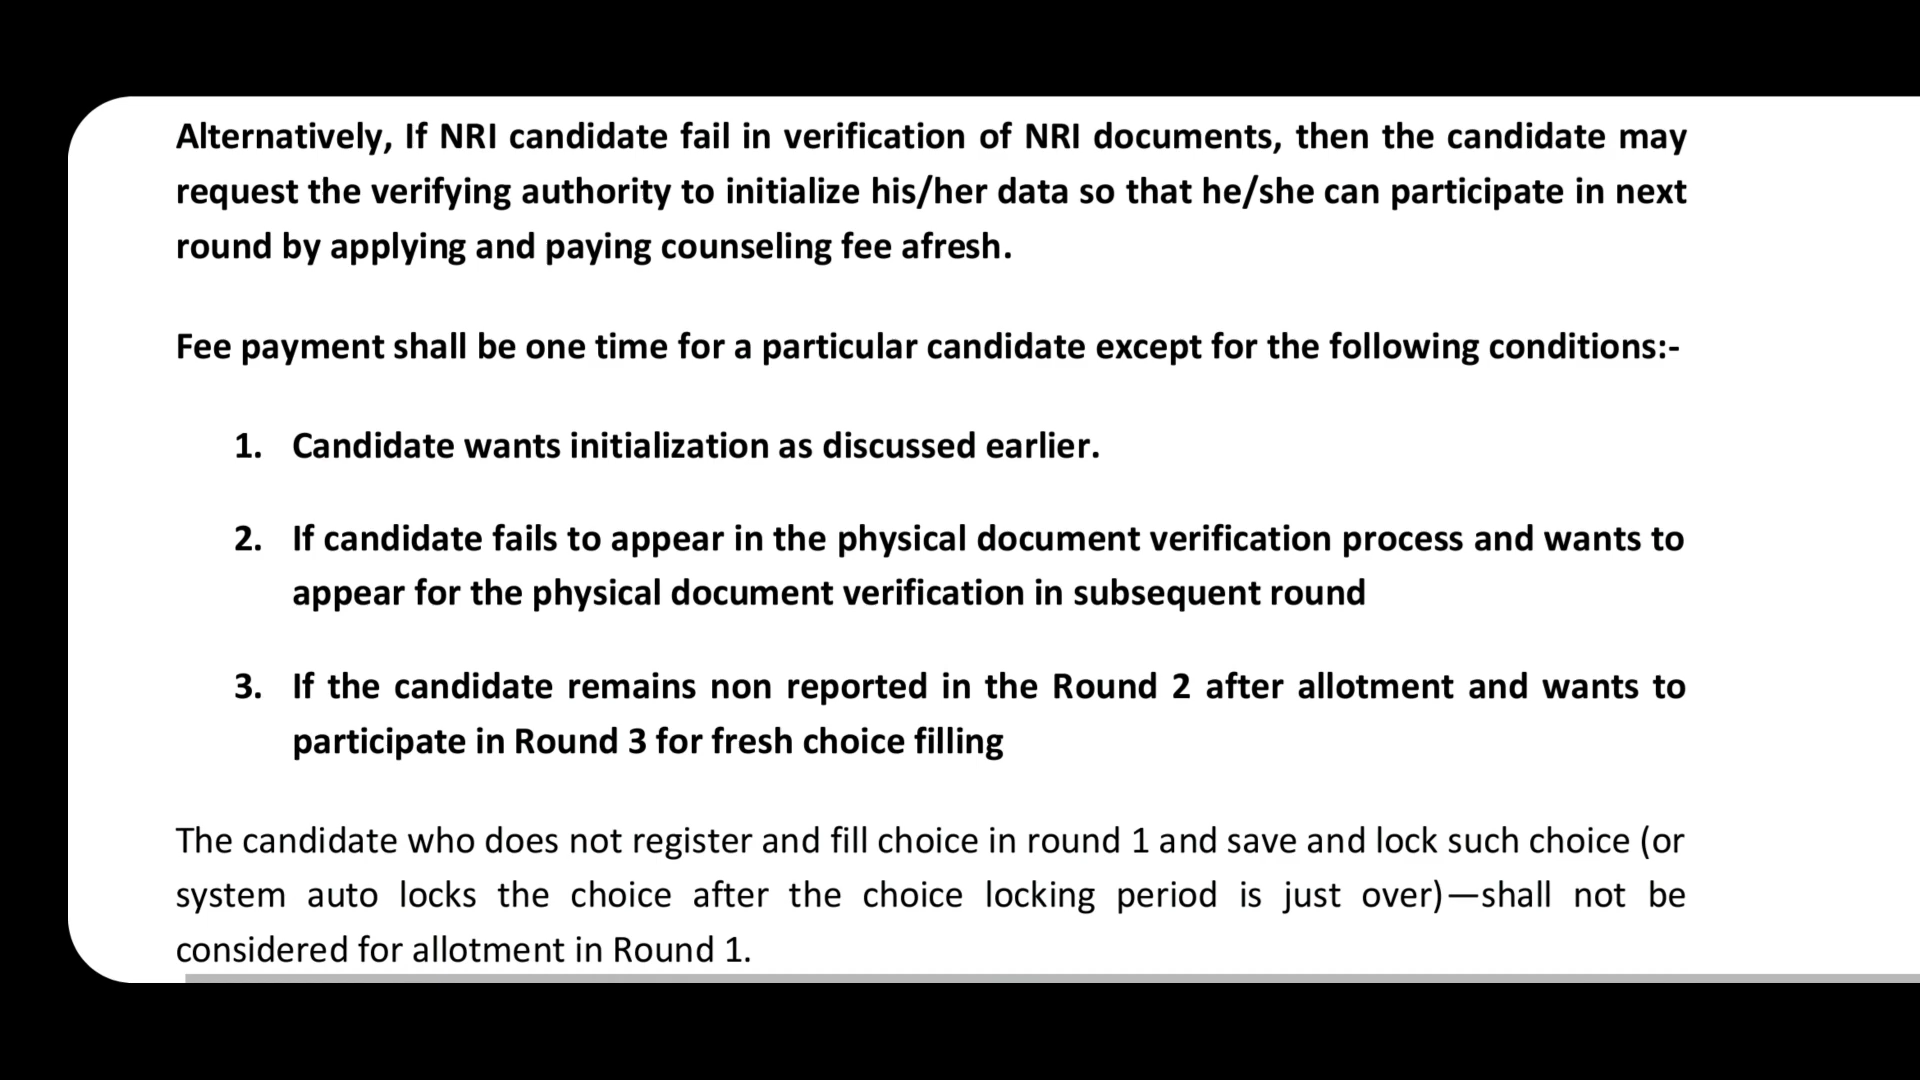 Alternatively, If NRI candidate fail in verification of NRI documents, then the candidate may
request the verifying authority to initialize his/her data so that he/she can participate in next
round by applying and paying counseling fee afresh.
Fee payment shall be one time for a particular candidate except for the following conditions:-
1. Candidate wants initialization as discussed earlier.
2. If candidate fails to appear in the physical document verification process and wants to
appear for the physical document verification in subsequent round
3. If the candidate remains non reported in the Round 2 after allotment and wants to
participate in Round 3 for fresh choice filling
The candidate who does not register and fill choice in round 1 and save and lock such choice (or
system auto locks the choice after the choice locking period is just over)—shall not be
considered for allotment in Round 1.